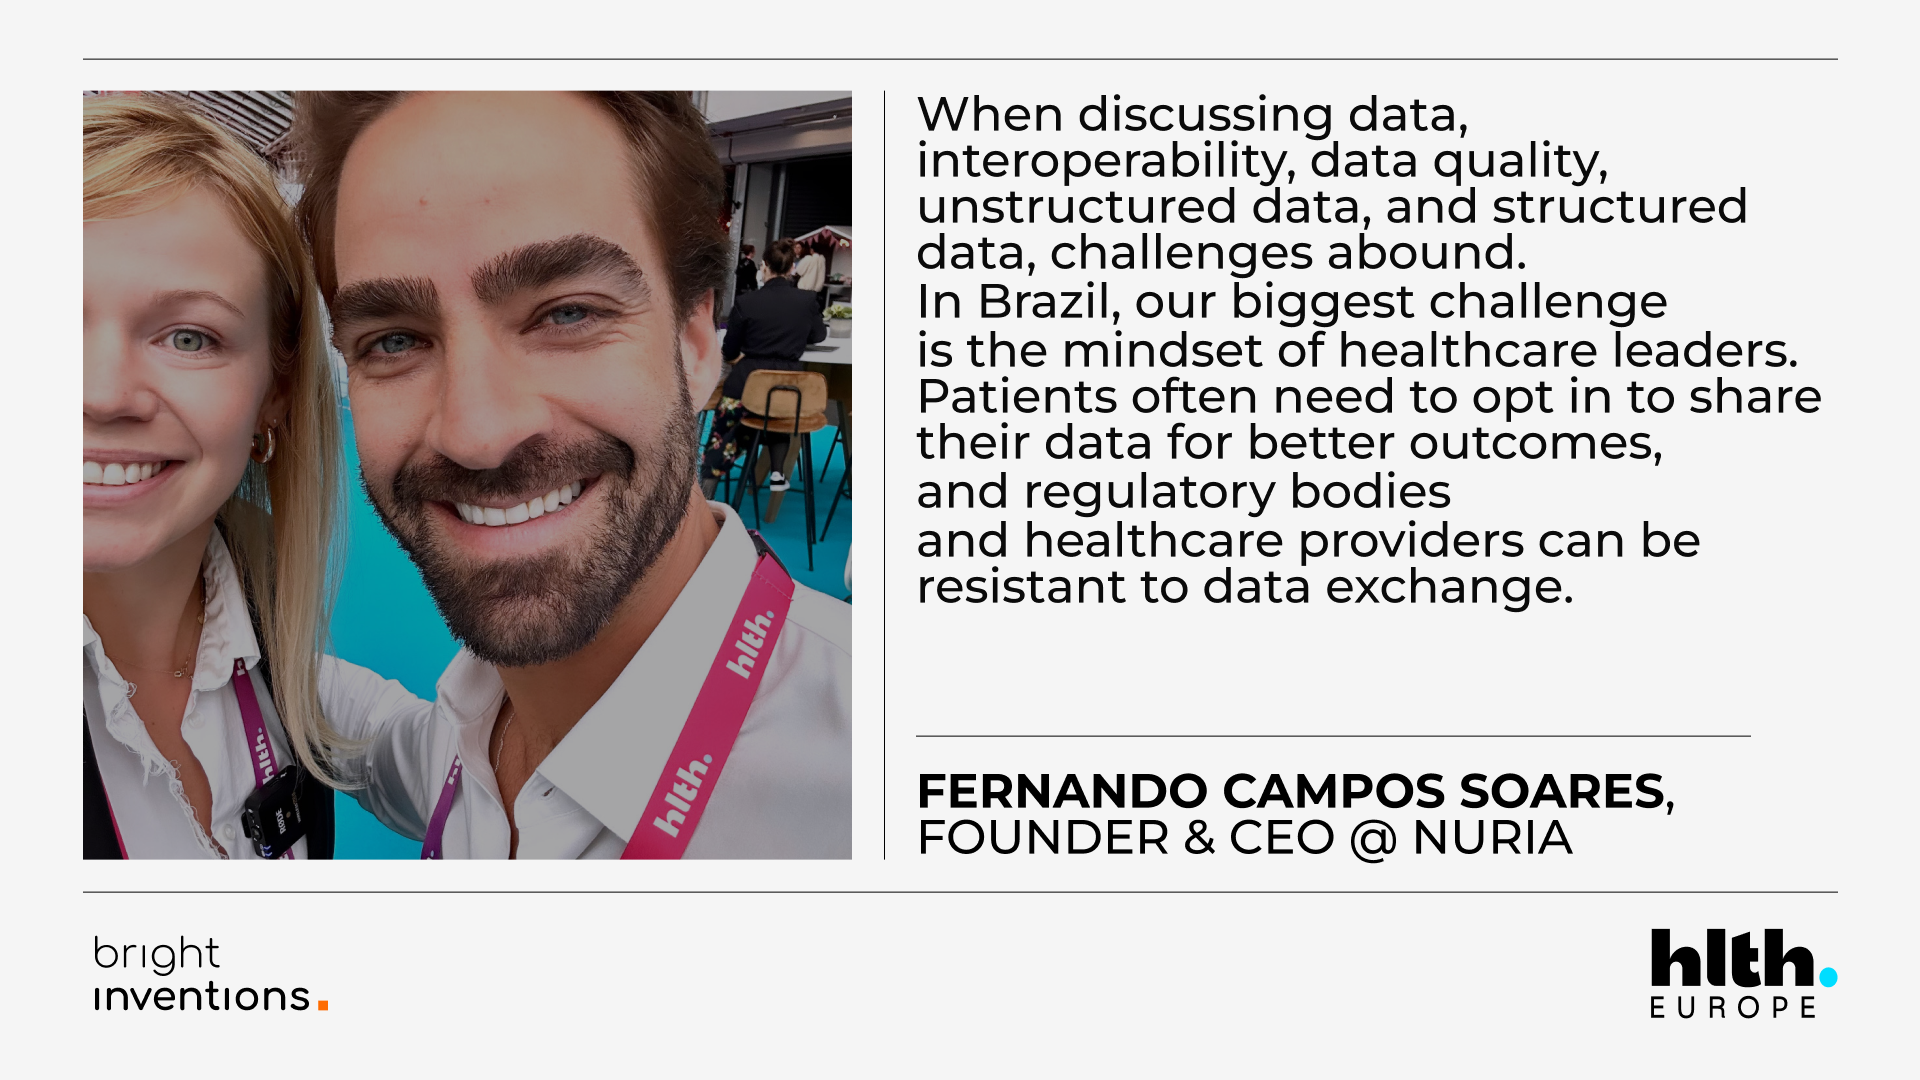 When discussing data,
interoperability, data quality,
unstructured data, and structured
data, challenges abound.
In Brazil, our biggest challenge
is the mindset of healthcare leaders.
Patients often need to opt in to share
their data for better outcomes,
and regulatory bodies
and healthcare providers can be
resistant to data exchange.
FERNANDO CAMPOS SOARES,
FOUNDER & CEO @ NURIA
hlth.
hlth.
hlth.
RØDE
bright
inventions.
hlth.
EUROPE